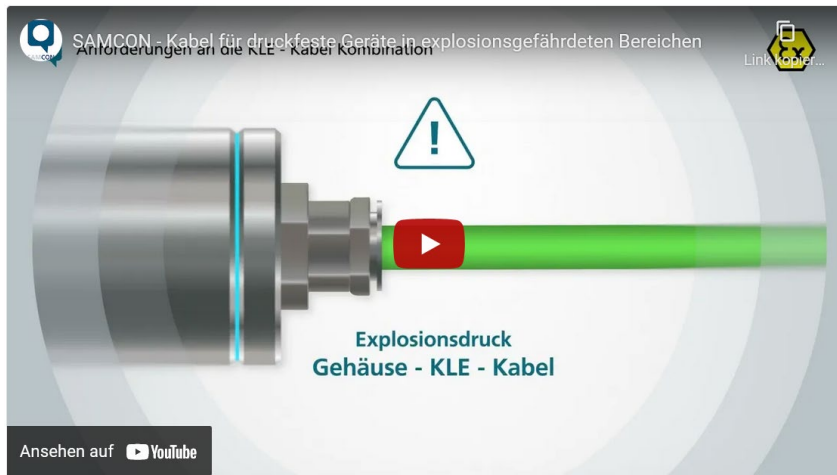 SAMCON - Kabel für druckfeste Geräte in explosionsgefährdeten Bereichen
Anforderungen an die KLE - Kabel Kombination
Link kopier...
εx
!
Explosionsdruck
Gehäuse - KLE - Kabel
Ansehen auf YouTube